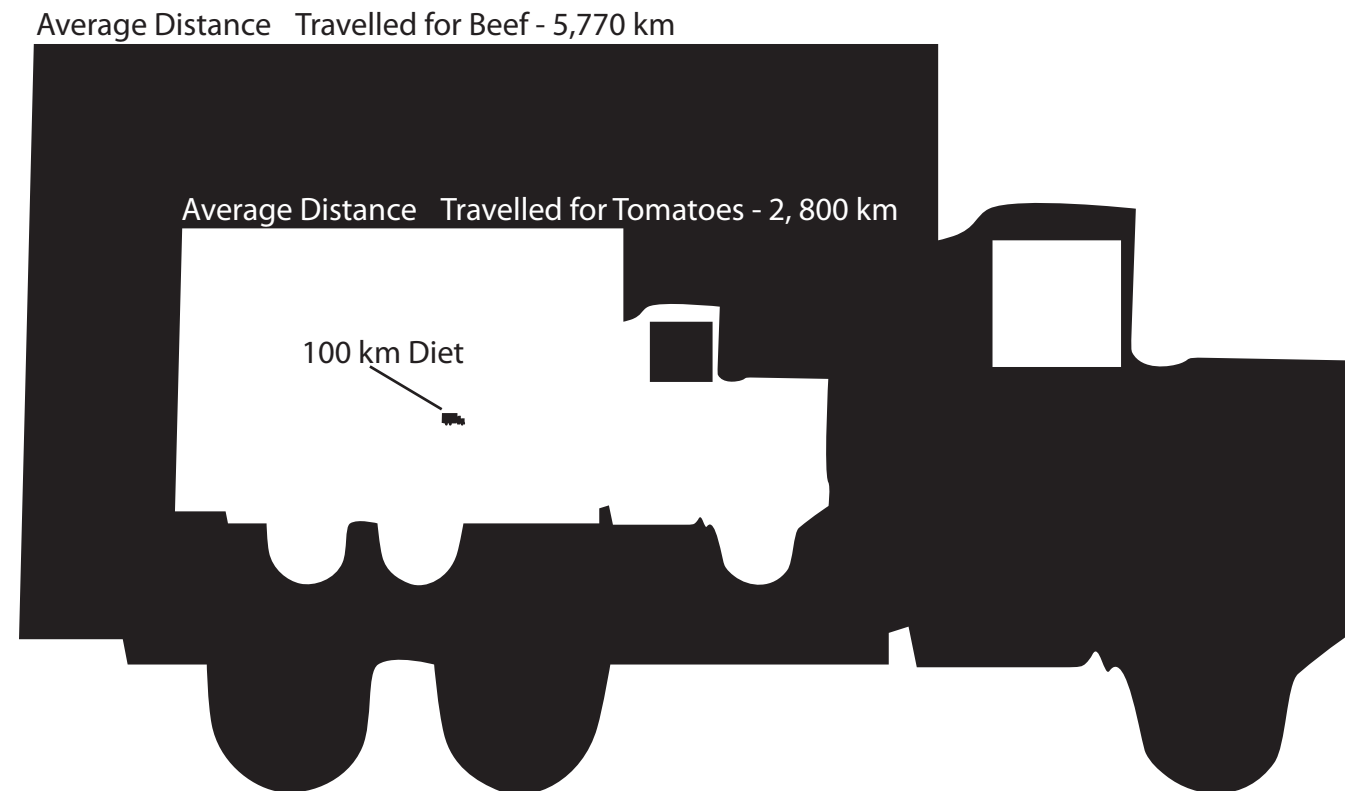 Average Distance Travelled for Beef - 5,770 km
Average Distance Travelled for Tomatoes - 2, 800 km
100 km Diet